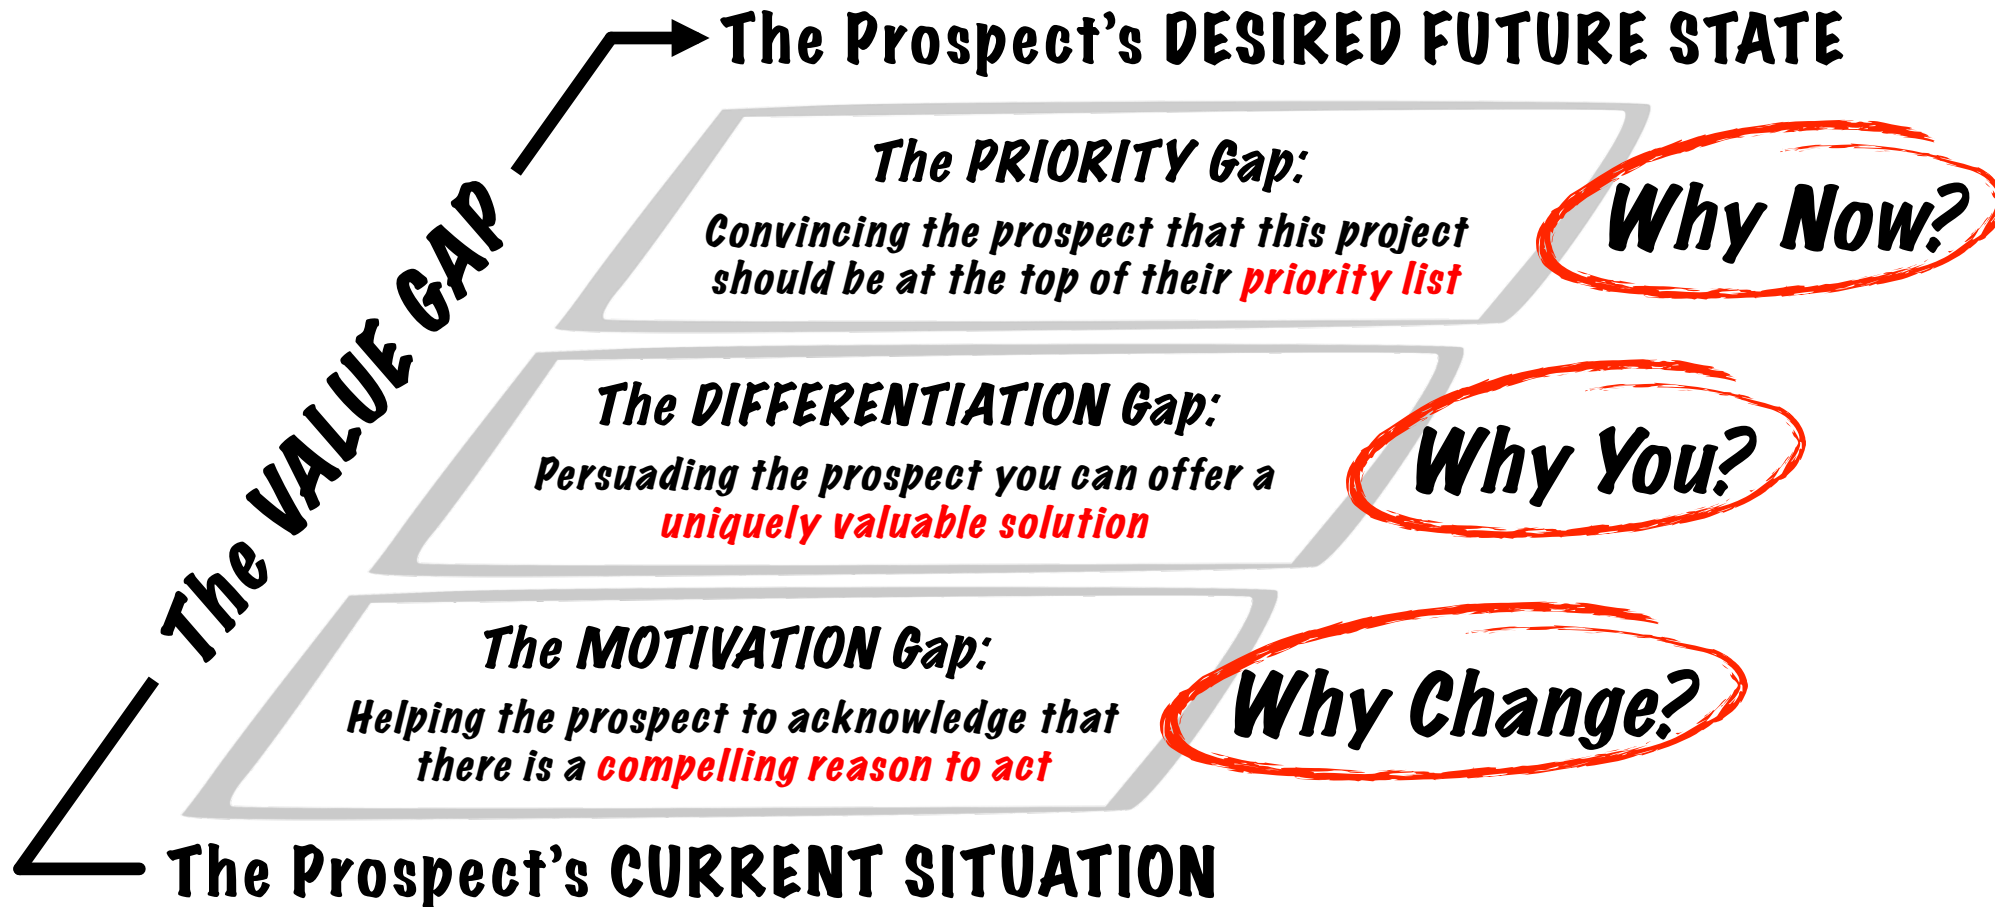 The Prospect's DESIRED FUTURE STATE
The PRIORITY Gap:
Convincing the prospect that this project
should be at the top of their priority list
Why Now?
The VALUE GAP
The DIFFERENTIATION Gap:
Persuading the prospect you can offer a
uniquely valuable solution
Why You?
The MOTIVATION Gap:
Helping the prospect to acknowledge that
there is a compelling reason to act
Why Change?
The Prospect's CURRENT SITUATION